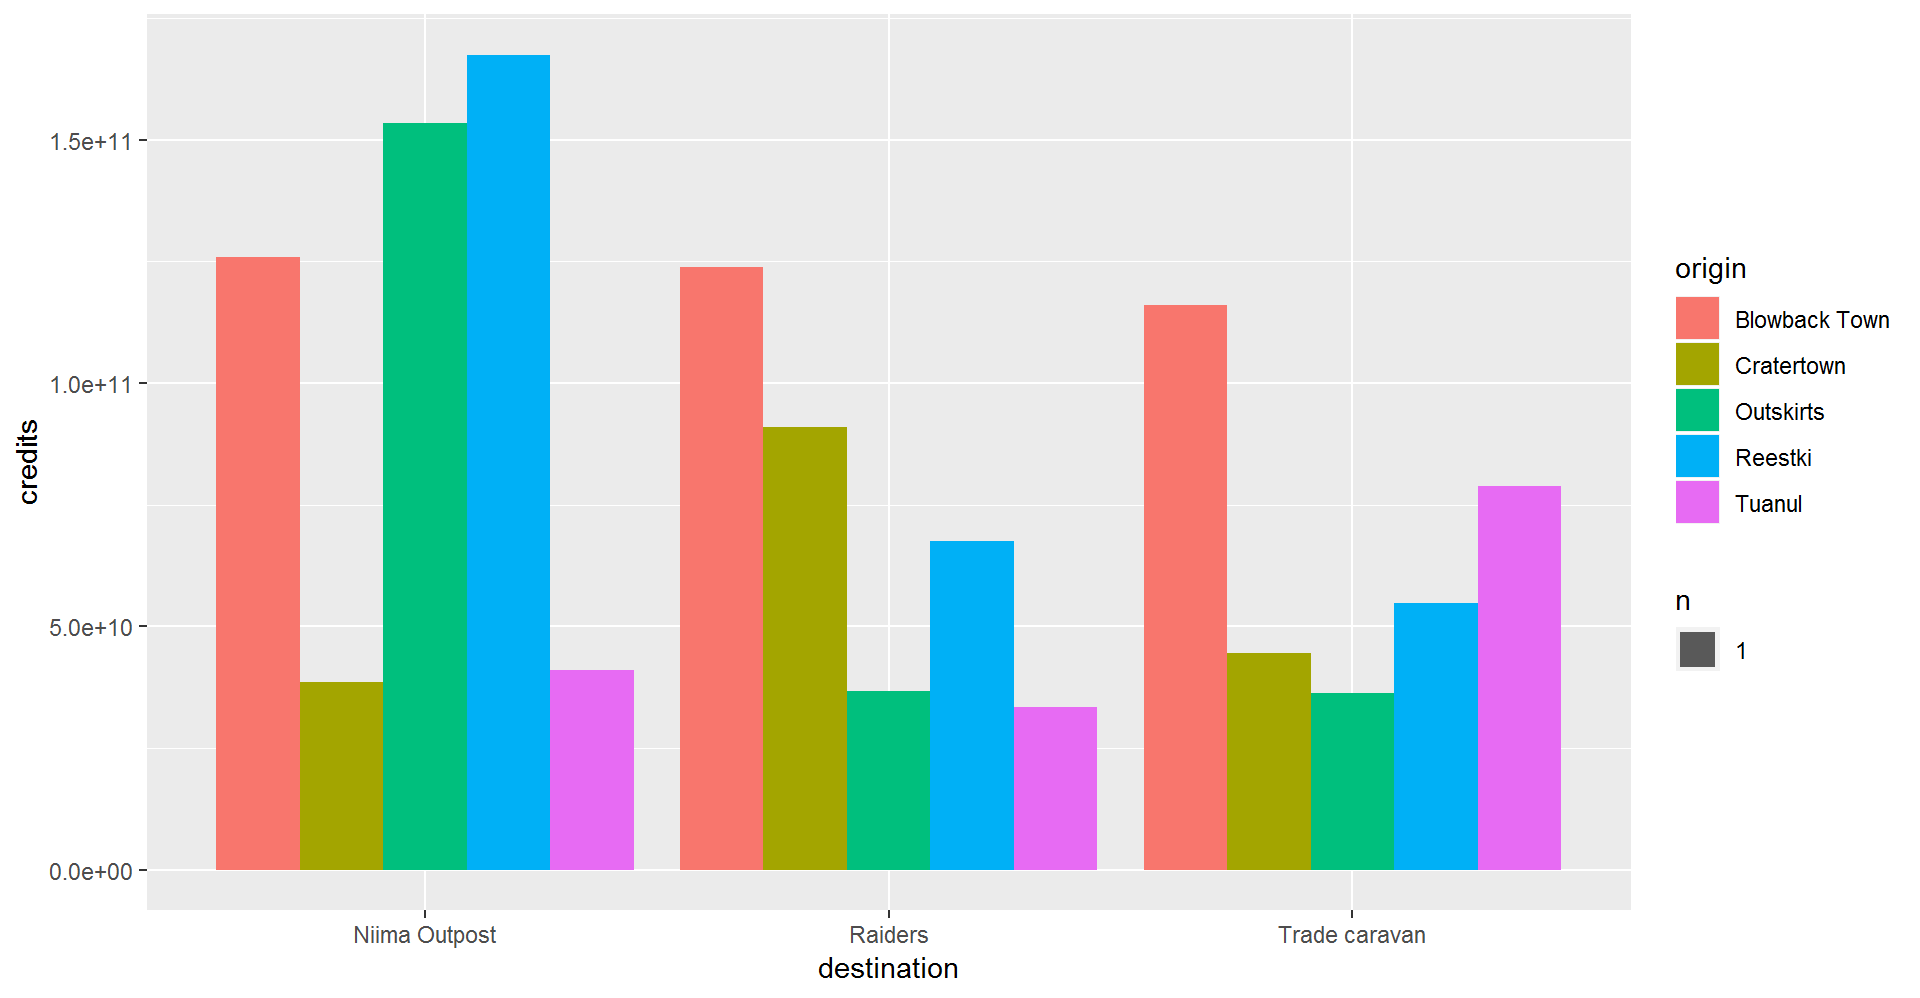 credits
1.5e+11
1.0e+11
5.0e+10
0.0e+00
Niima Outpost
Raiders
Trade caravan
destination
origin
Blowback Town
Cratertown
Outskirts
Reestki
Tuanul
n
1